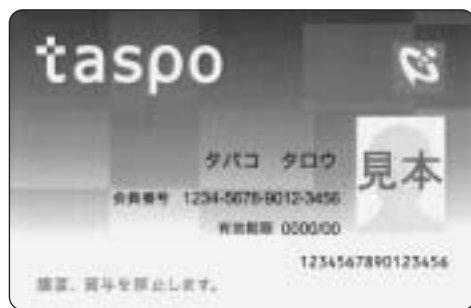 taspo
タバコ タロウ
見本
会員番号 1234-5678-9012-3456
有効期限 0000/00
1234567890123456
譲渡、貸与を禁止します。